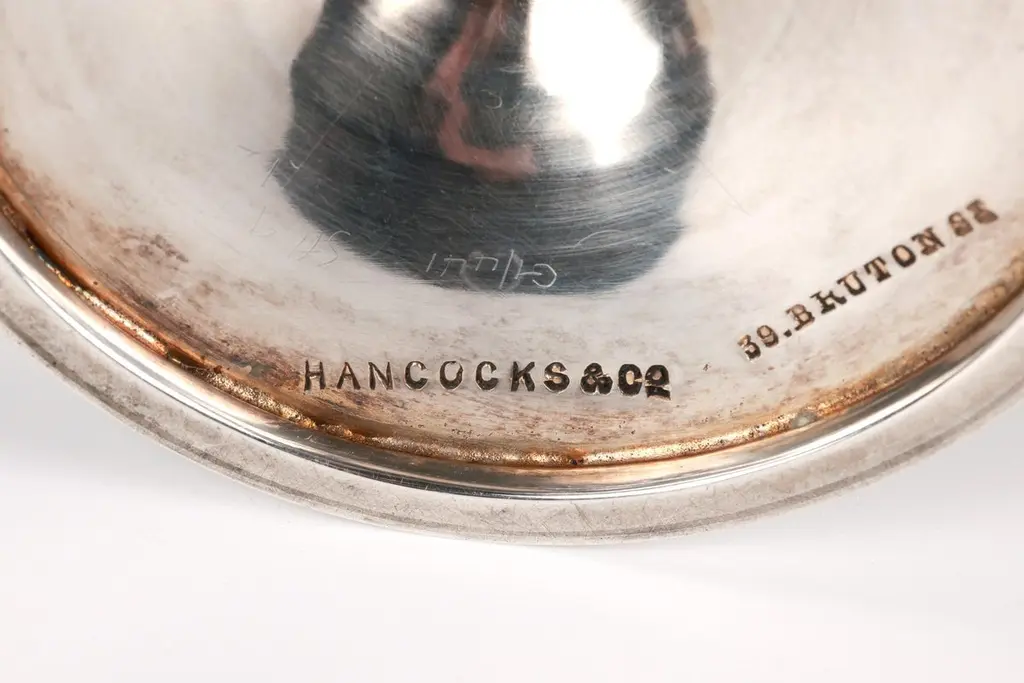 HANCOCKS & Co
39. BRUTON St